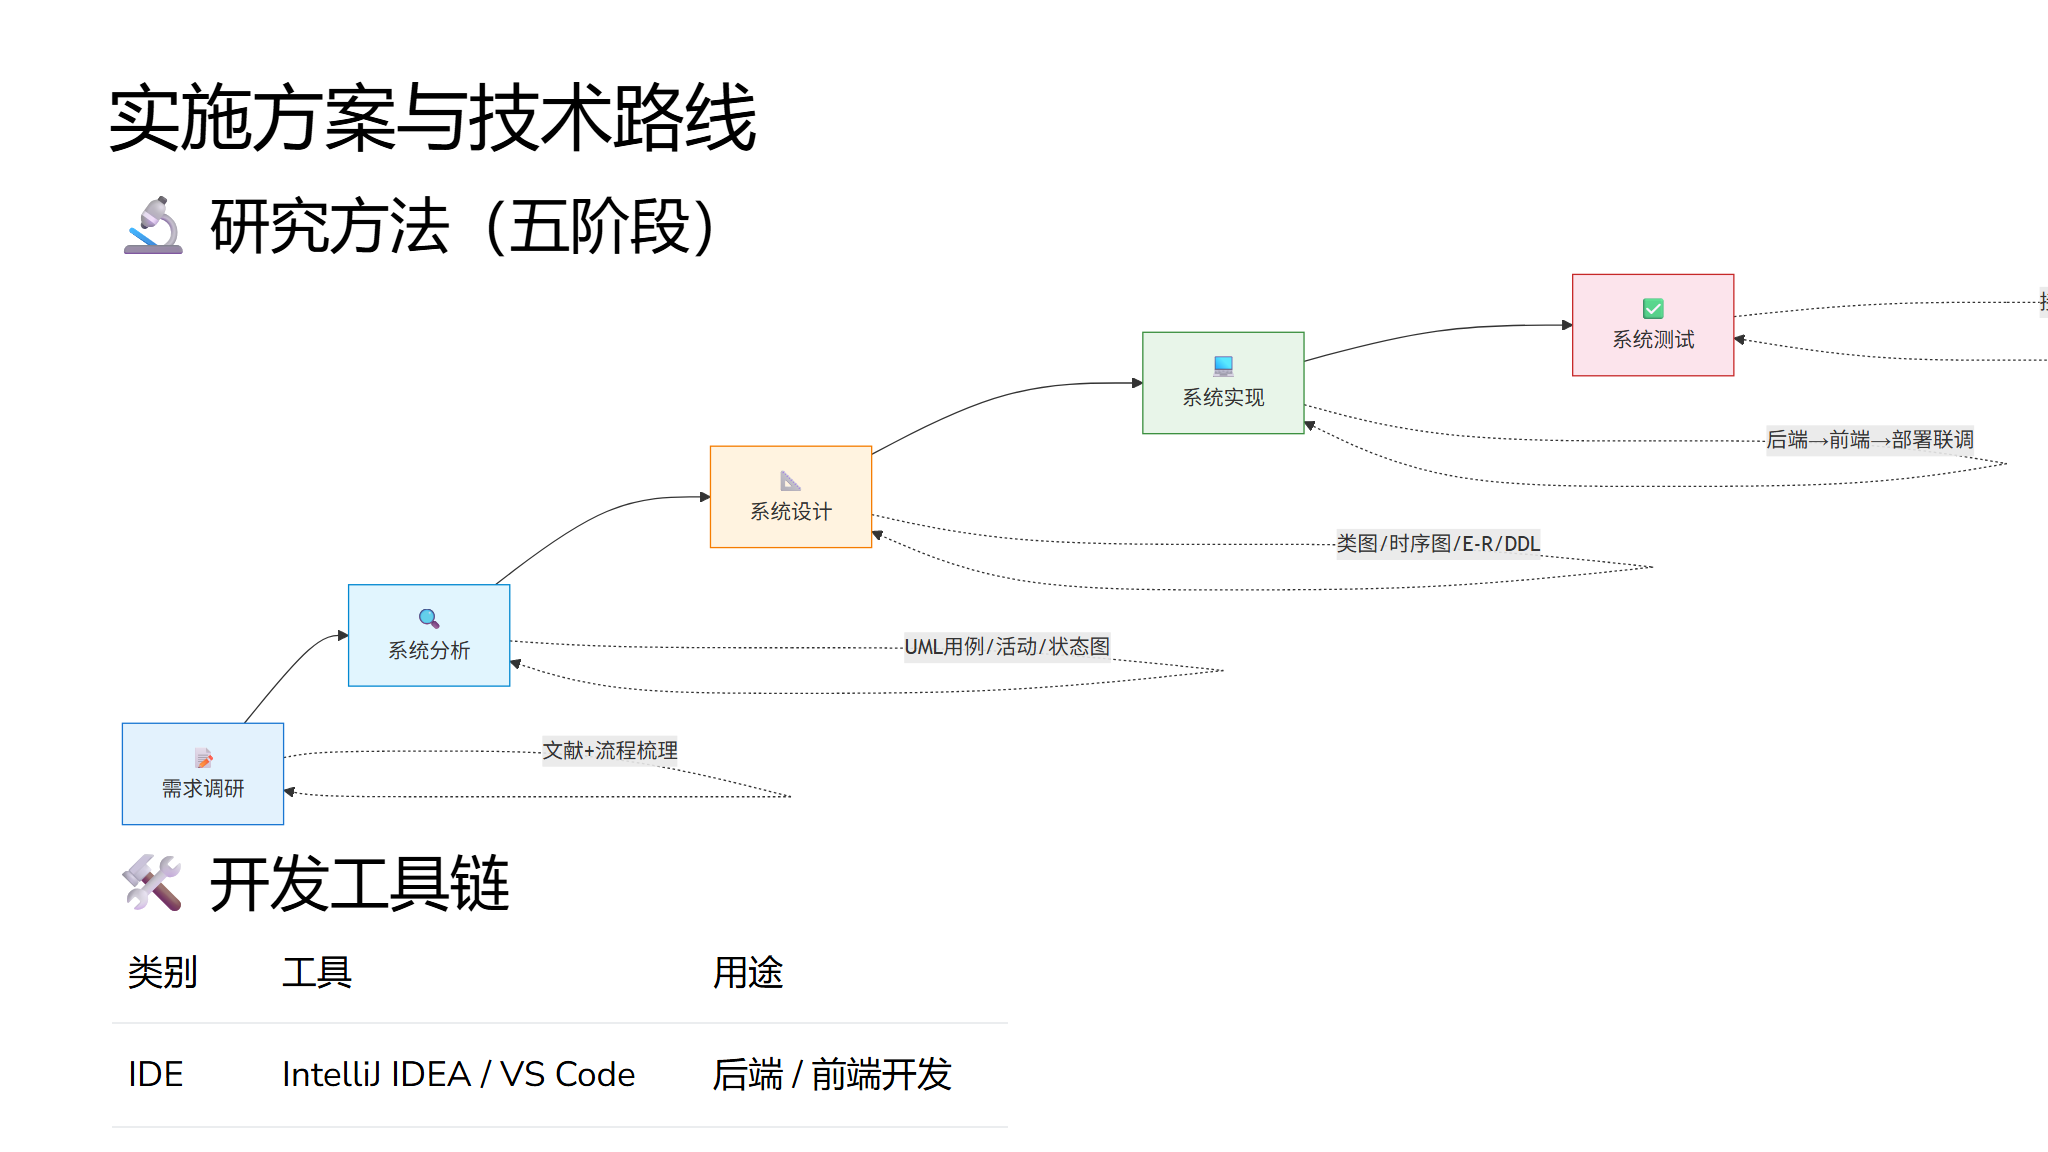 实施方案与技术路线
研究方法（五阶段）
系统测试
系统实现
后端→前端→部署联调
系统设计
类图/时序图/E-R/DDL
系统分析
UML用例/活动/状态图
需求调研
文献+流程梳理
开发工具链
类别 工具 用途
IDE IntelliJ IDEA / VS Code 后端 / 前端开发